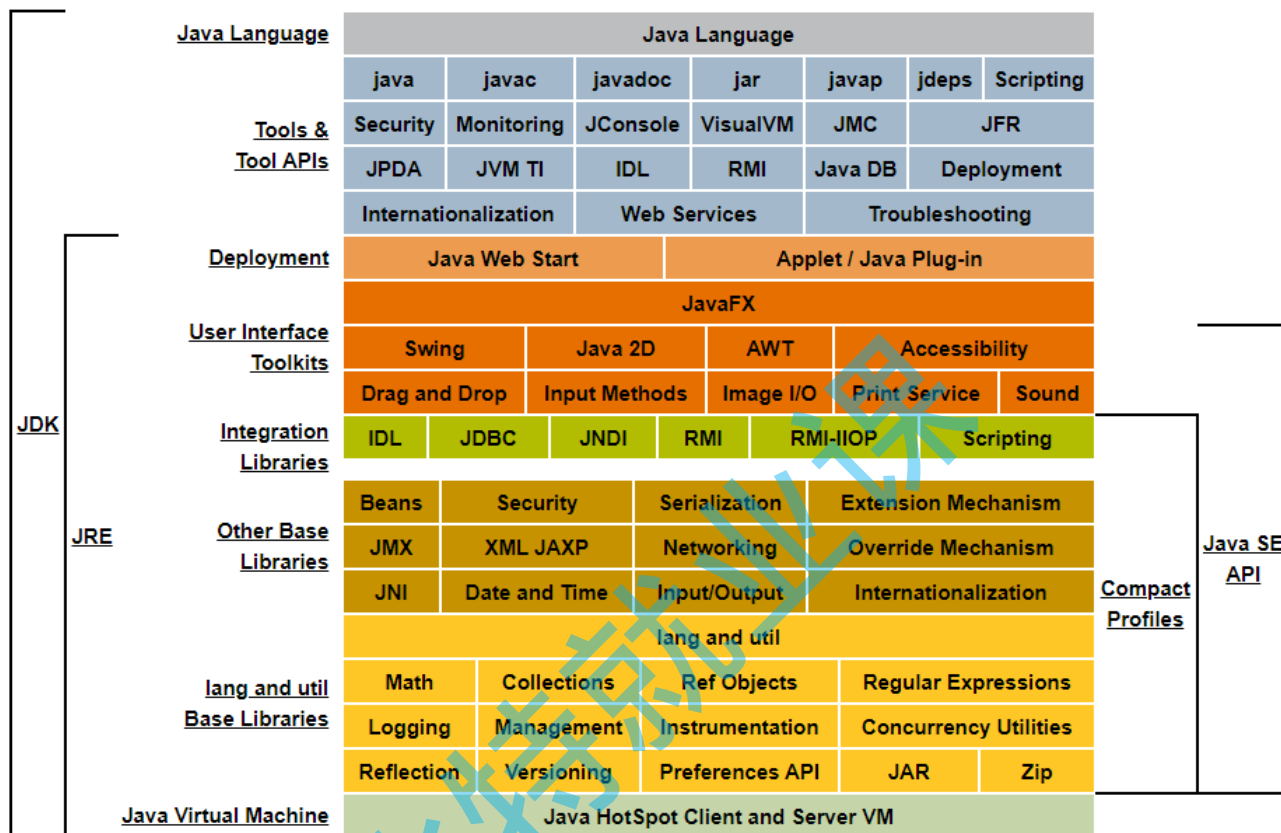 Java Language Java Language
java javac javadoc jar javap jdeps Scripting
Tools & Security Monitoring JConsole VisualVM JMC JFR
Tool APIs JPDA JVM TI IDL RMI Java DB Deployment
Internationalization Web Services Troubleshooting
Deployment Java Web Start Applet / Java Plug-in
JavaFX
User Interface
Toolkits Swing Java 2D AWT Accessibility
Drag and Drop Input Methods Image I/O Print Service Sound
JDK
Integration IDL JDBC JNDI RMI RMI-IIOP Scripting
Libraries
Beans Security Serialization Extension Mechanism
JRE
Other Base JMX XML JAXP Networking Override Mechanism
Libraries
Java SE
API
JNI Date and Time Input/Output Internationalization
Compact
Profiles
lang and util
lang and util Math Collections Ref Objects Regular Expressions
Base Libraries Logging Management Instrumentation Concurrency Utilities
Reflection Versioning Preferences API JAR Zip
Java Virtual Machine Java HotSpot Client and Server VM
特就业课